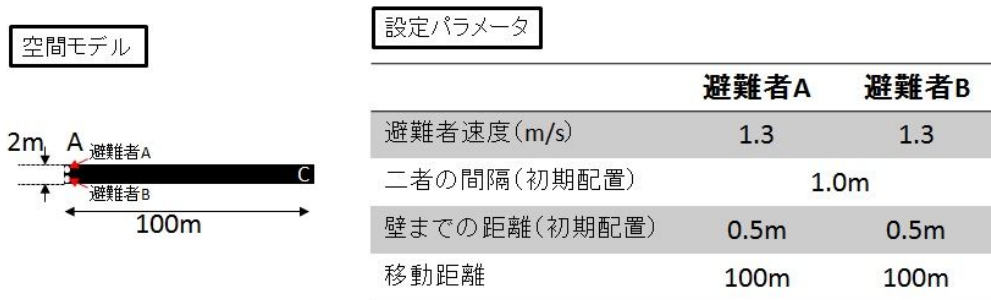 空間モデル
2m
A
避難者A
避難者B
C
100m
設定パラメータ
避難者A 避難者B
避難者速度(m/s) 1.3 1.3
二者の間隔(初期配置) 1.0m
壁までの距離(初期配置) 0.5m 0.5m
移動距離 100m 100m